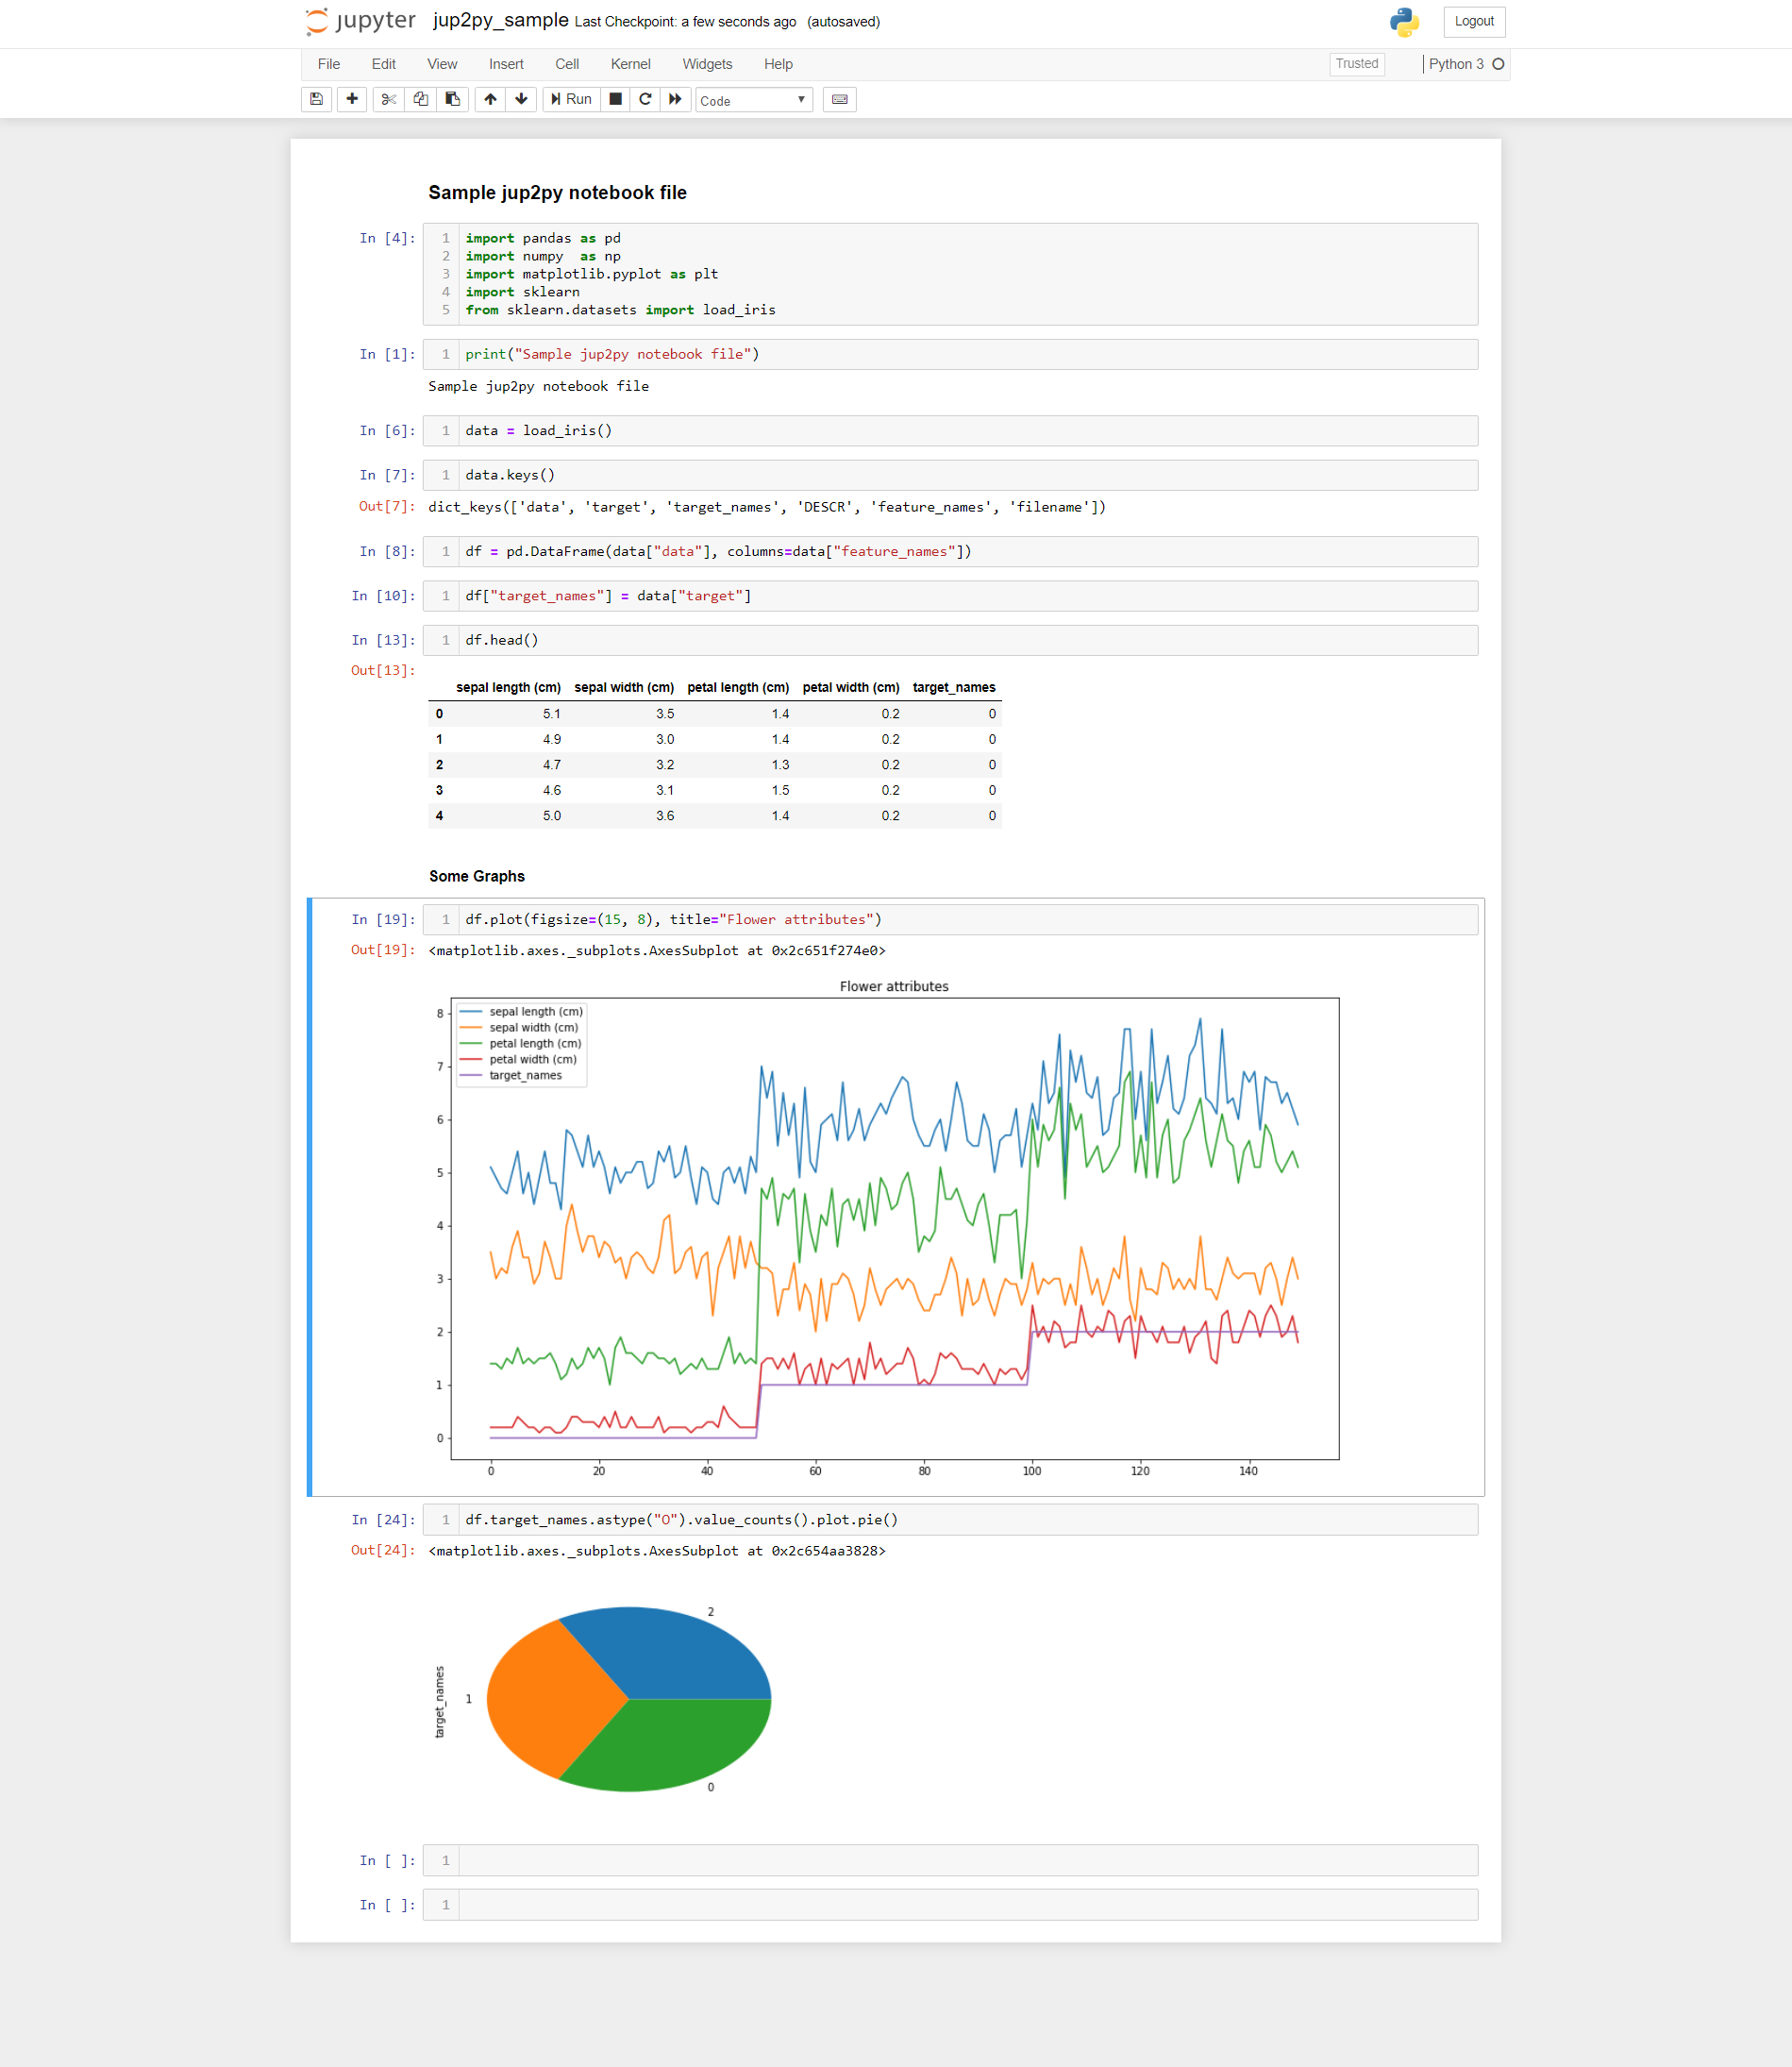 jupyter jup2py_sample Last Checkpoint: a few seconds ago (autosaved) Logout
File Edit View Insert Cell Kernel Widgets Help Trusted Python 3
Run Code
Sample jup2py notebook file
In [4]: 1 import pandas as pd
2 import numpy  as np
3 import matplotlib.pyplot as plt
4 import sklearn
5 from sklearn.datasets import load_iris
In [1]: 1 print("Sample jup2py notebook file")
Sample jup2py notebook file
In [6]: 1 data = load_iris()
In [7]: 1 data.keys()
Out[7]: dict_keys(['data', 'target', 'target_names', 'DESCR', 'feature_names', 'filename'])
In [8]: 1 df = pd.DataFrame(data["data"], columns=data["feature_names"])
In [10]: 1 df["target_names"] = data["target"]
In [13]: 1 df.head()
Out[13]:
sepal length (cm) sepal width (cm) petal length (cm) petal width (cm) target_names
0 5.1 3.5 1.4 0.2 0
1 4.9 3.0 1.4 0.2 0
2 4.7 3.2 1.3 0.2 0
3 4.6 3.1 1.5 0.2 0
4 5.0 3.6 1.4 0.2 0
Some Graphs
In [19]: 1 df.plot(figsize=(15, 8), title="Flower attributes")
Out[19]: <matplotlib.axes._subplots.AxesSubplot at 0x2c651f274e0>
Flower attributes
sepal length (cm)
sepal width (cm)
petal length (cm)
petal width (cm)
target_names
8
7
6
5
4
3
2
1
0
0 20 40 60 80 100 120 140
In [24]: 1 df.target_names.astype("O").value_counts().plot.pie()
Out[24]: <matplotlib.axes._subplots.AxesSubplot at 0x2c654aa3828>
2
target_names
1
0
In [ ]: 1
In [ ]: 1